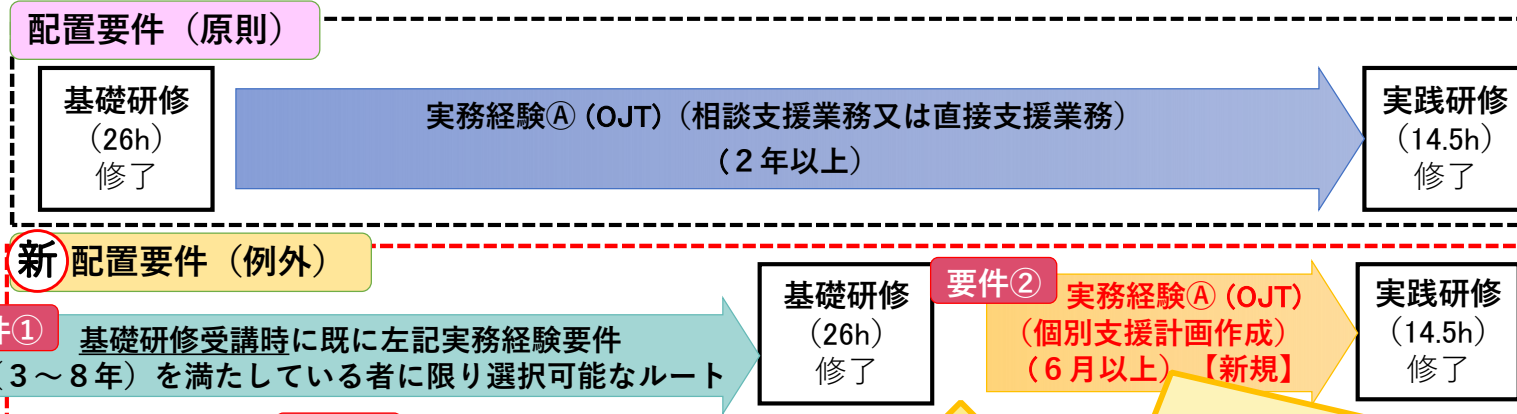 配置要件（原則）
基礎研修
（26h）
修了
実務経験Ⓐ (OJT)（相談支援業務又は直接支援業務）
（２年以上）
実践研修
（14.5h）
修了
新 配置要件（例外）
件①
基礎研修受講時に既に左記実務経験要件
（３～８年）を満たしている者に限り選択可能なルート
基礎研修
（26h）
修了
要件②
実務経験Ⓐ (OJT)
（個別支援計画作成）
（６月以上）【新規】
実践研修
（14.5h）
修了